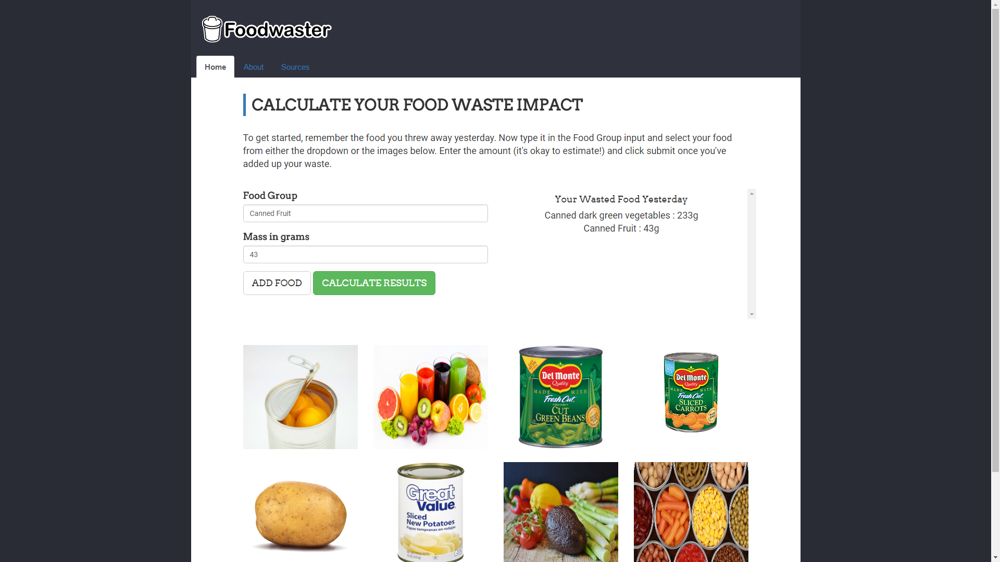 Foodwaster
Home About Sources
CALCULATE YOUR FOOD WASTE IMPACT
To get started, remember the food you threw away yesterday. Now type it in the Food Group input and select your food
from either the dropdown or the images below. Enter the amount (it's okay to estimate!) and click submit once you've
added up your waste.
Food Group
Canned Fruit
Mass in grams
43
ADD FOOD CALCULATE RESULTS
Your Wasted Food Yesterday
Canned dark green vegetables : 233g
Canned Fruit : 43g
Del Monte
Quality
MADE WITH
Fresh Cut
CUT
GREEN BEANS
Del Monte
Quality
MADE WITH
Fresh Cut
SLICED
CARROTS
Great
Value
Sliced
New Potatoes
Papas tempranas en rodajas